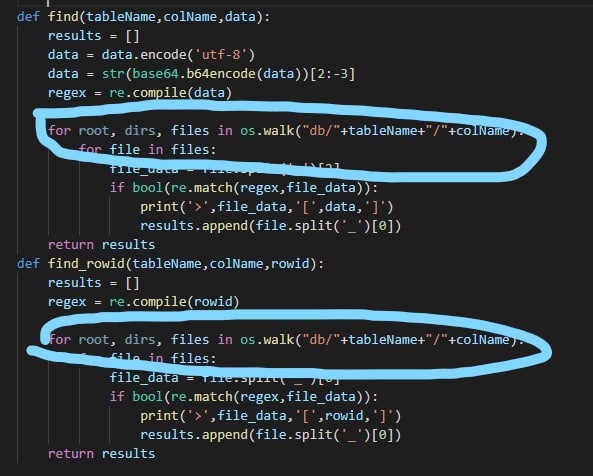 def find(tableName,colName,data):
results = []
data = data.encode('utf-8')
data = str(base64.b64encode(data))[2:-3]
regex = re.compile(data)
for root, dirs, files in os.walk("db/"+tableName+"/"+colName):
for file in files:
file_data
if bool(re.match(regex,file_data)):
print('>',file_data,'[',data,']')
results.append(file.split('_')[0])
return results
def find_rowid(tableName,colName,rowid):
results = []
regex = re.compile(rowid)
for root, dirs, files in os.walk("db/"+tableName+"/"+colName):
file in files:
file_data = file.split('_')[0]
if bool(re.match(regex,file_data)):
print('>',file_data,'[',rowid,']')
results.append(file.split('_')[0])
return results